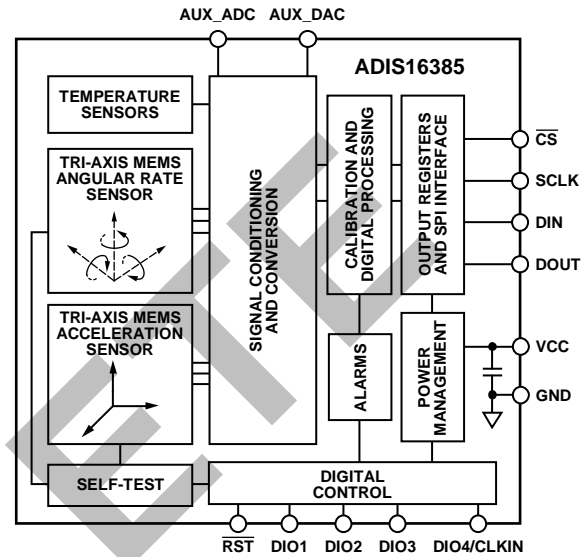 AUX_ADC AUX_DAC
ADIS16385
TEMPERATURE
SENSORS
TRI-AXIS MEMS
ANGULAR RATE
SENSOR
TRI-AXIS MEMS
ACCELERATION
SENSOR
SELF-TEST
SIGNAL CONDITIONING
AND CONVERSION
CALIBRATION AND
DIGITAL PROCESSING
OUTPUT REGISTERS
AND SPI INTERFACE
ALARMS
POWER
MANAGEMENT
DIGITAL
CONTROL
C̅S̅
SCLK
DIN
DOUT
VCC
GND
R̅S̅T̅ DIO1 DIO2 DIO3 DIO4/CLKIN
ETE